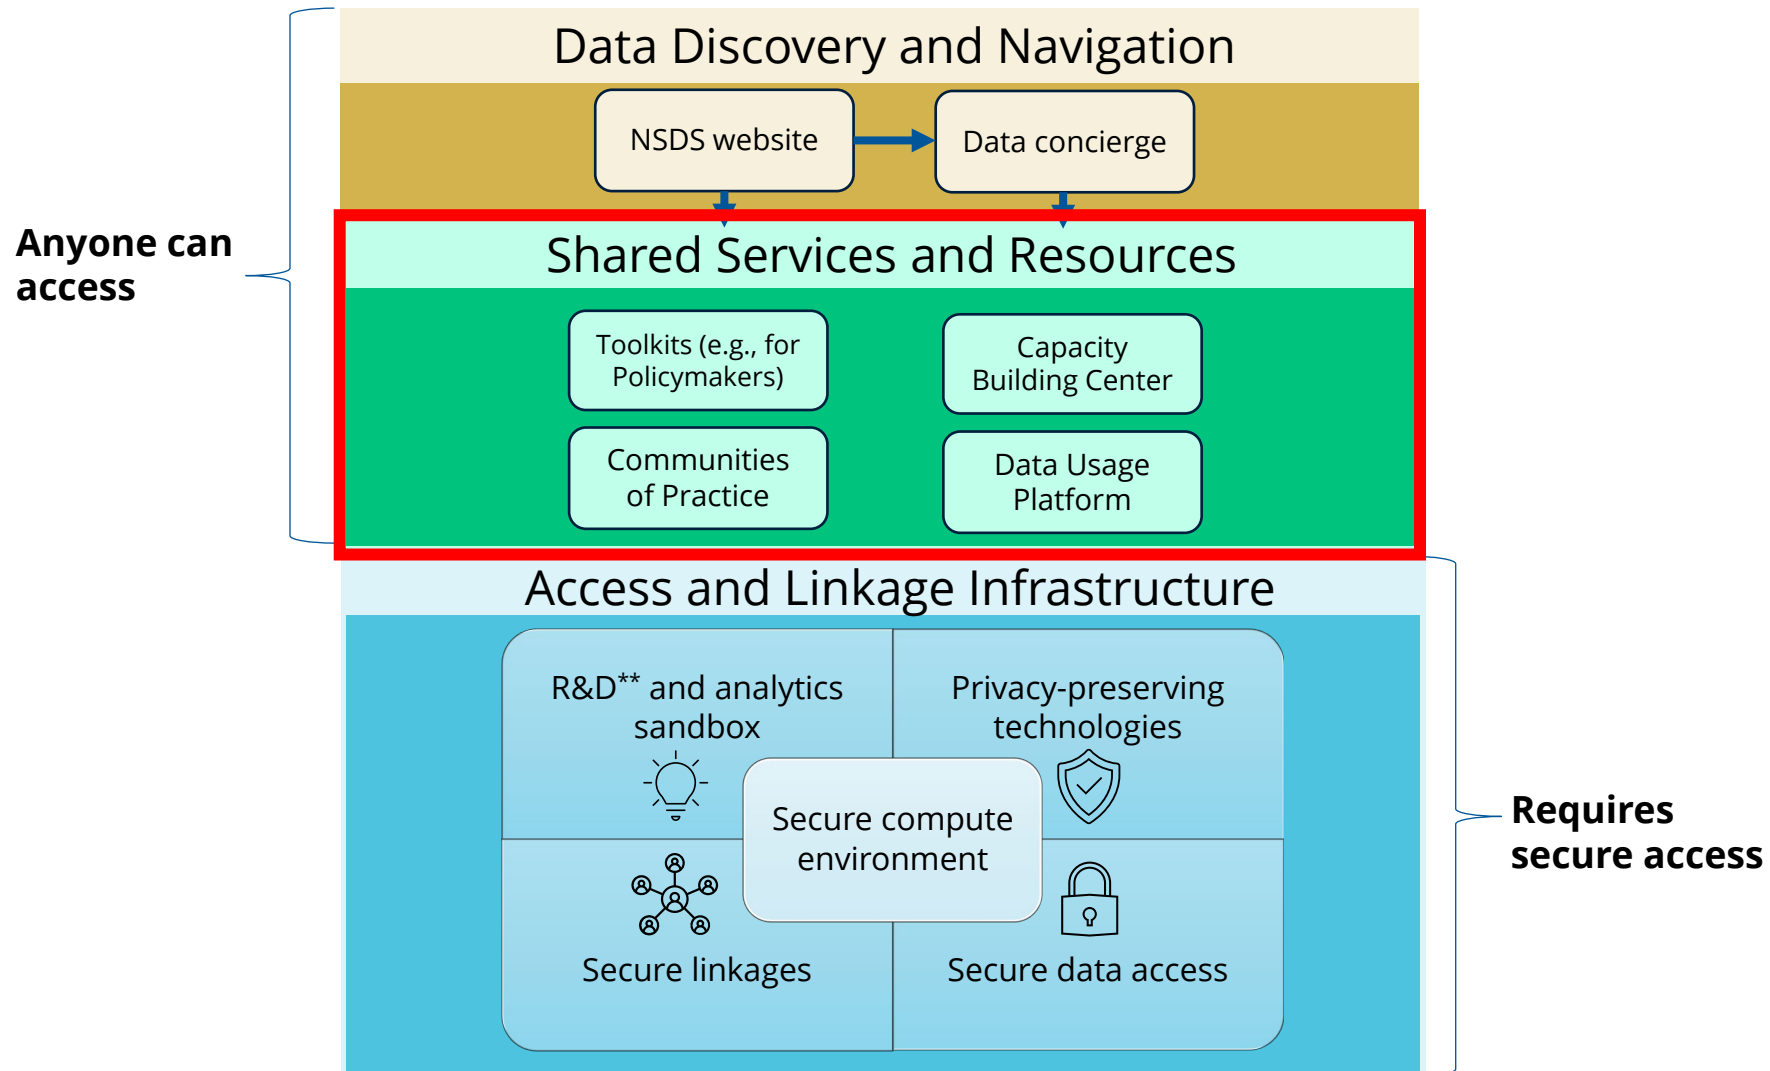 Data Discovery and Navigation
NSDS website
Data concierge
Anyone can
access
Shared Services and Resources
Toolkits (e.g., for
Policymakers)
Capacity
Building Center
Communities
of Practice
Data Usage
Platform
Access and Linkage Infrastructure
R&D** and analytics
sandbox
Privacy-preserving
technologies
Secure compute
environment
Secure linkages
Secure data access
Requires
secure access